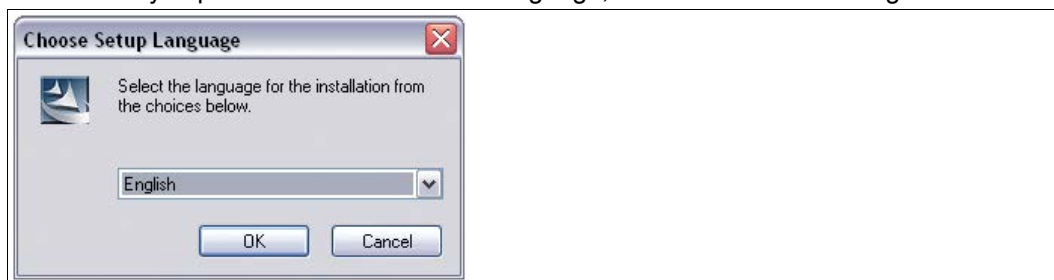 Choose Setup Language
Select the language for the installation from
the choices below.
English
OK Cancel